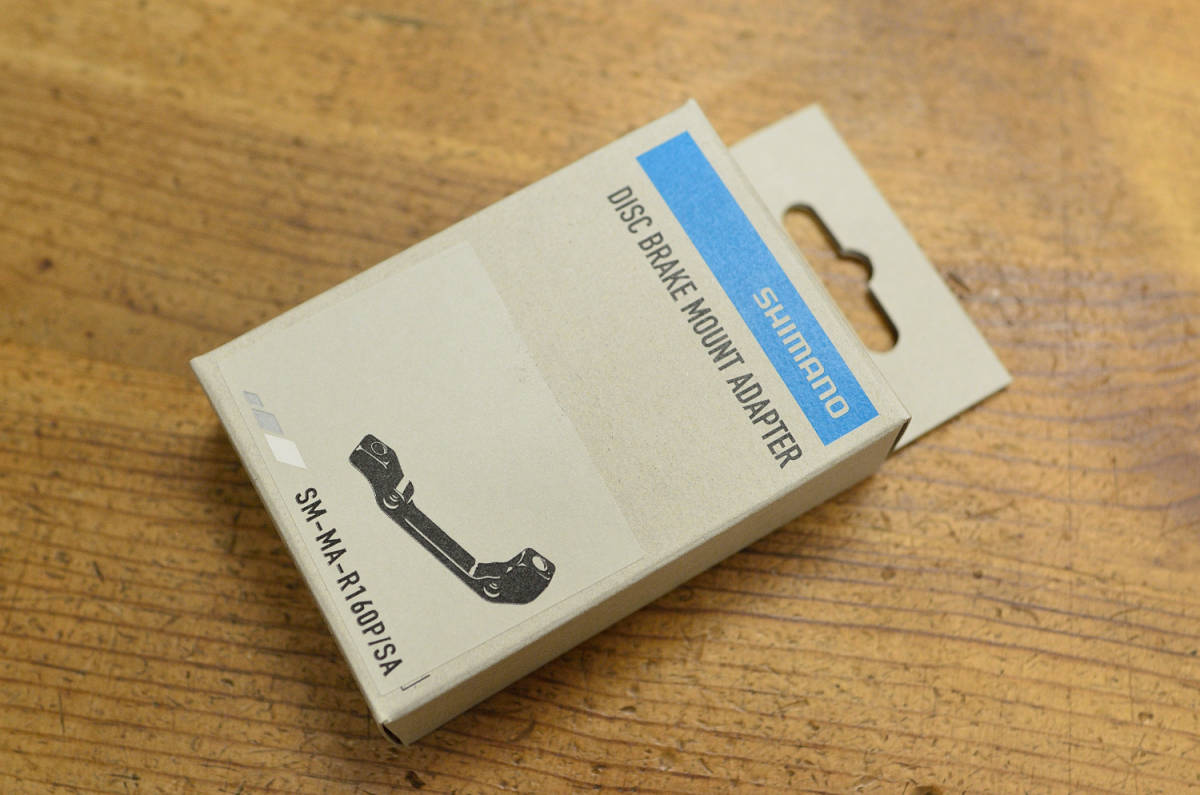 SHIMANO
DISC BRAKE MOUNT ADAPTER
SM-MA-R160P/SA